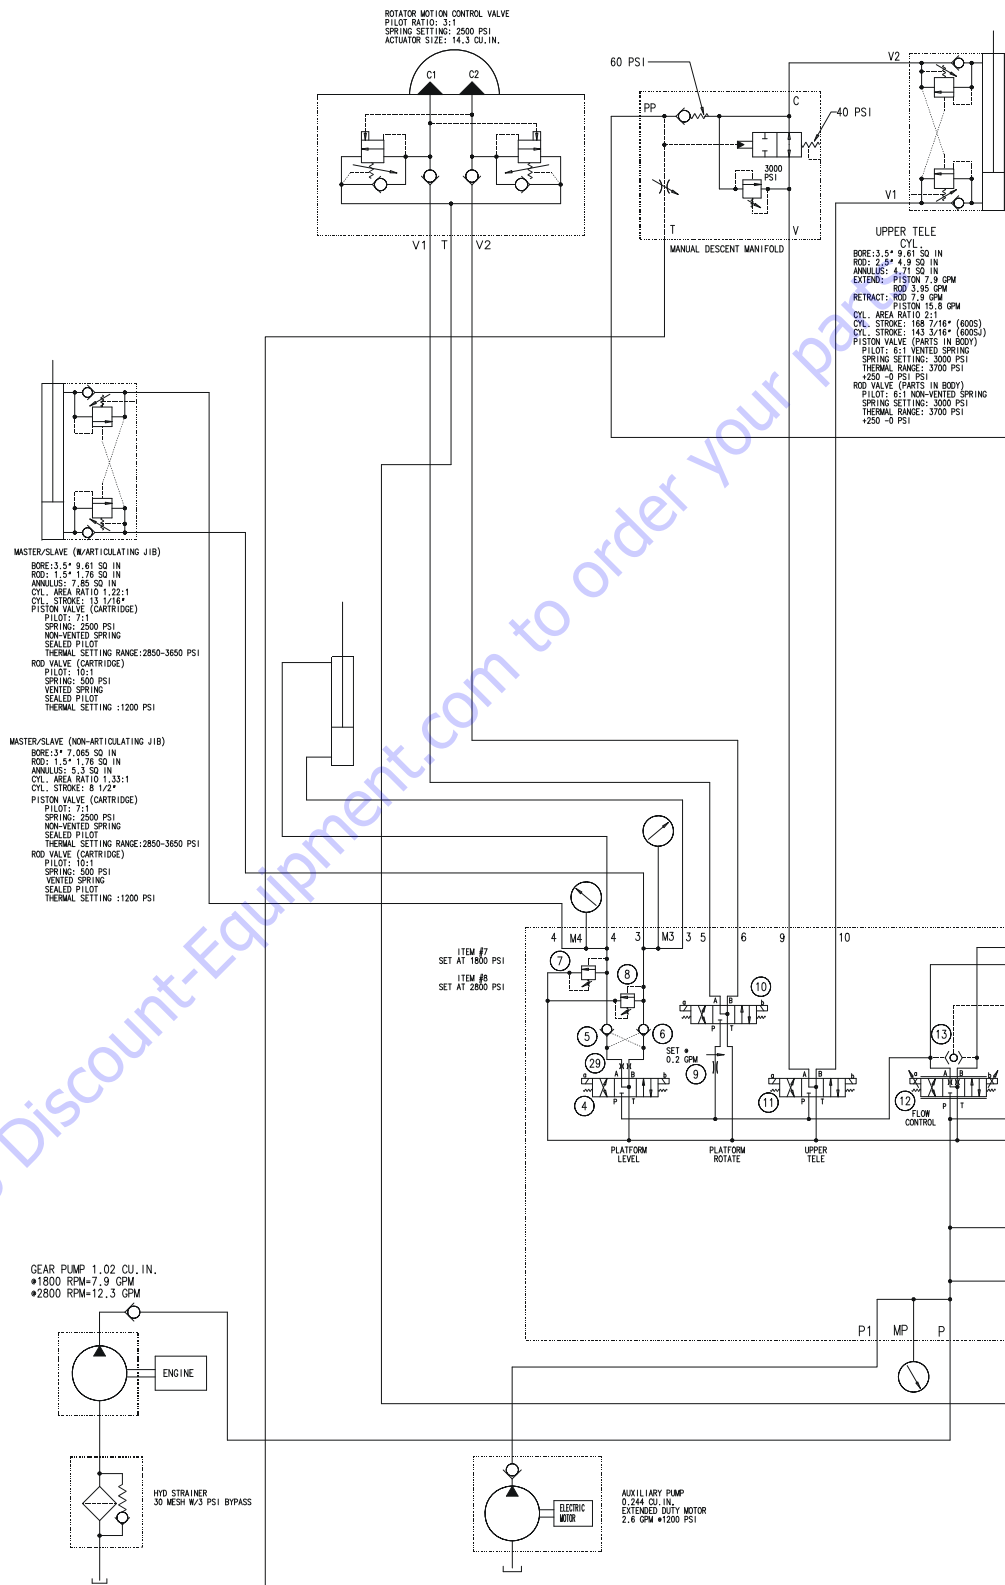 ROTATOR MOTION CONTROL VALVE
PILOT RATIO: 3:1
SPRING SETTING: 2500 PSI
ACTUATOR SIZE: 14.3 CU.IN.
C1 C2
V1 T V2
60 PSI
PP
C
40 PSI
3000
PSI
T
V
MANUAL DESCENT MANIFOLD
V2
V1
UPPER TELE
CYL.
BORE:3.5" 9.61 SQ IN
ROD: 2.5" 4.9 SQ IN
ANNULUS: 4.71 SQ IN
EXTEND: PISTON 7.9 GPM
ROD 3.95 GPM
RETRACT: ROD 7.9 GPM
PISTON 15.8 GPM
CYL. AREA RATIO 2:1
CYL. STROKE: 168 7/16" (600S)
CYL. STROKE: 143 3/16" (600SJ)
PISTON VALVE (PARTS IN BODY)
PILOT: 6:1 VENTED SPRING
SPRING SETTING: 3000 PSI
THERMAL RANGE: 3700 PSI
+250 -0 PSI PSI
ROD VALVE (PARTS IN BODY)
PILOT: 6:1 NON-VENTED SPRING
SPRING SETTING: 3000 PSI
THERMAL RANGE: 3700 PSI
+250 -0 PSI
MASTER/SLAVE (W/ARTICULATING JIB)
BORE:3.5" 9.61 SQ IN
ROD: 1.5" 1.76 SQ IN
ANNULUS: 7.85 SQ IN
CYL. AREA RATIO 1.22:1
CYL. STROKE: 13 1/16"
PISTON VALVE (CARTRIDGE)
PILOT: 7:1
SPRING: 2500 PSI
NON-VENTED SPRING
SEALED PILOT
THERMAL SETTING RANGE:2850-3650 PSI
ROD VALVE (CARTRIDGE)
PILOT: 10:1
SPRING: 500 PSI
VENTED SPRING
SEALED PILOT
THERMAL SETTING :1200 PSI
MASTER/SLAVE (NON-ARTICULATING JIB)
BORE:3" 7.065 SQ IN
ROD: 1.5" 1.76 SQ IN
ANNULUS: 5.3 SQ IN
CYL. AREA RATIO 1.33:1
CYL. STROKE: 8 1/2"
PISTON VALVE (CARTRIDGE)
PILOT: 7:1
SPRING: 2500 PSI
NON-VENTED SPRING
SEALED PILOT
THERMAL SETTING RANGE:2850-3650 PSI
ROD VALVE (CARTRIDGE)
PILOT: 10:1
SPRING: 500 PSI
VENTED SPRING
SEALED PILOT
THERMAL SETTING :1200 PSI
4 M4 4 3 M3 3 5 6 9 10
ITEM #7
SET AT 1800 PSI
ITEM #8
SET AT 2800 PSI
7
8
10
a A B b
P T
5
6
13
SET @
0.2 GPM
29
9
a A B b
a A B b
a A B b
4
P T
11
P T
12
P T
FLOW
CONTROL
PLATFORM
LEVEL
PLATFORM
ROTATE
UPPER
TELE
GEAR PUMP 1.02 CU.IN.
@1800 RPM=7.9 GPM
@2800 RPM=12.3 GPM
P1 MP P
ENGINE
HYD STRAINER
30 MESH W/3 PSI BYPASS
ELECTRIC
MOTOR
AUXILIARY PUMP
0.244 CU.IN.
EXTENDED DUTY MOTOR
2.6 GPM @1200 PSI
Discount-Equipment.com to order your parts